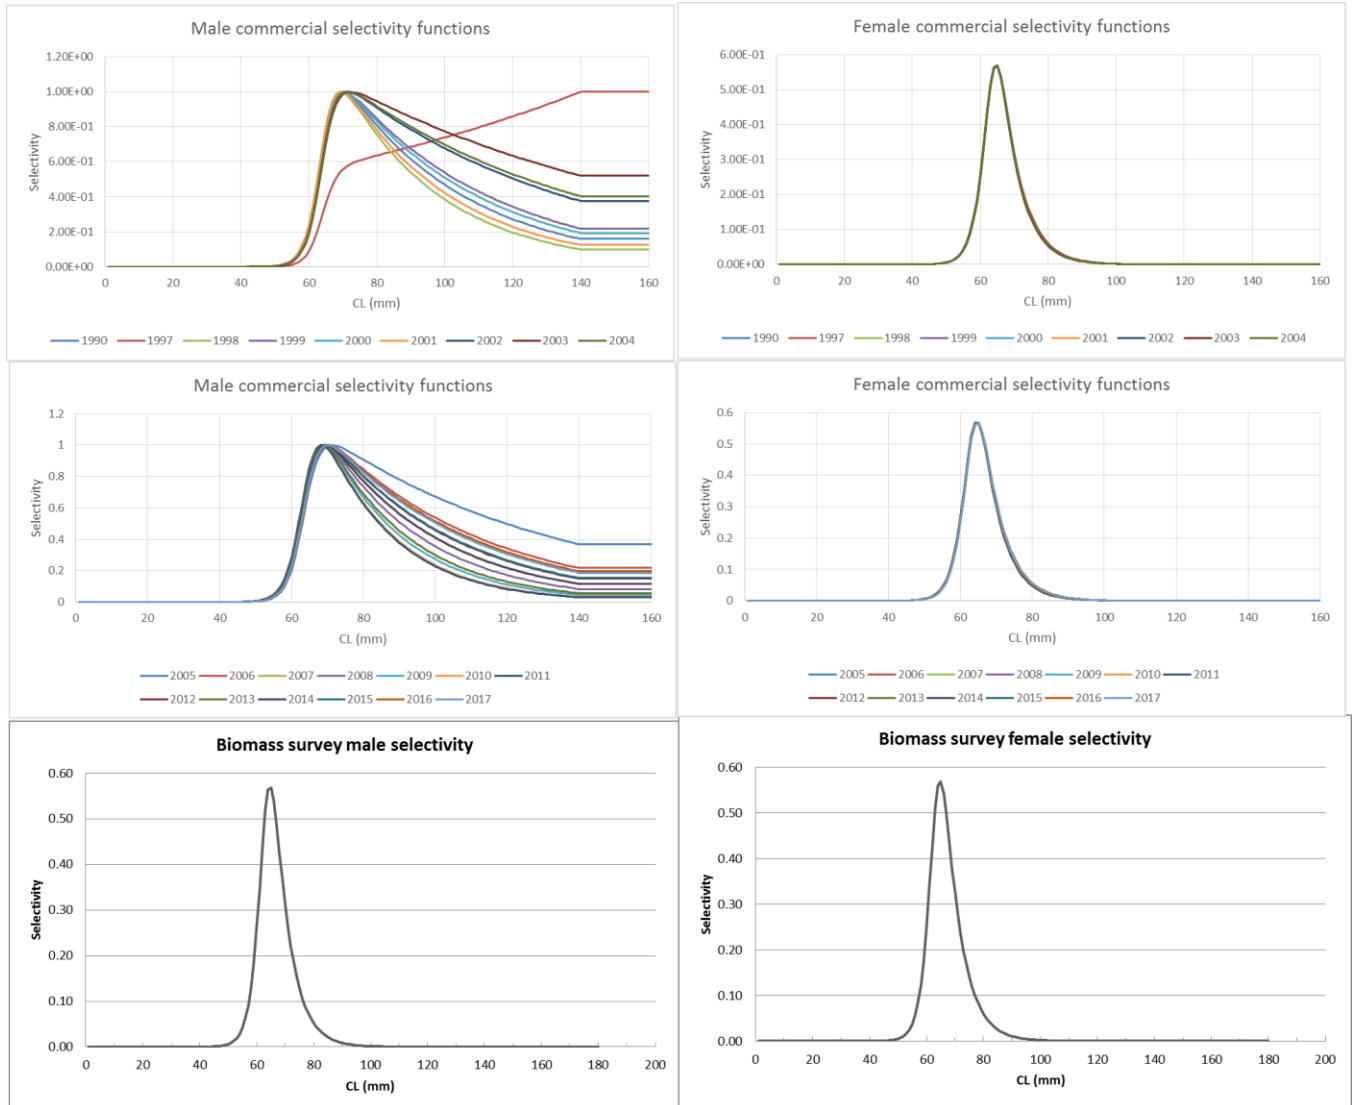 Male commercial selectivity functions
1.20E+00
1.00E+00
8.00E-01
6.00E-01
4.00E-01
2.00E-01
0.00E+00
Selectivity
0 20 40 60 80 100 120 140 160
CL (mm)
1990 1997 1998 1999 2000 2001 2002 2003 2004
Female commercial selectivity functions
6.00E-01
5.00E-01
4.00E-01
3.00E-01
2.00E-01
1.00E-01
0.00E+00
Selectivity
0 20 40 60 80 100 120 140 160
CL (mm)
1990 1997 1998 1999 2000 2001 2002 2003 2004
Male commercial selectivity functions
1.2
1
0.8
0.6
0.4
0.2
0
Selectivity
0 20 40 60 80 100 120 140 160
CL (mm)
2005 2006 2007 2008 2009 2010 2011
2012 2013 2014 2015 2016 2017
Female commercial selectivity functions
0.6
0.5
0.4
0.3
0.2
0.1
0
Selectivity
0 20 40 60 80 100 120 140 160
CL (mm)
2005 2006 2007 2008 2009 2010 2011
2012 2013 2014 2015 2016 2017
Biomass survey male selectivity
0.60
0.50
0.40
0.30
0.20
0.10
0.00
Selectivity
0 20 40 60 80 100 120 140 160 180 200
CL (mm)
Biomass survey female selectivity
0.60
0.50
0.40
0.30
0.20
0.10
0.00
Selectivity
0 20 40 60 80 100 120 140 160 180 200
CL (mm)